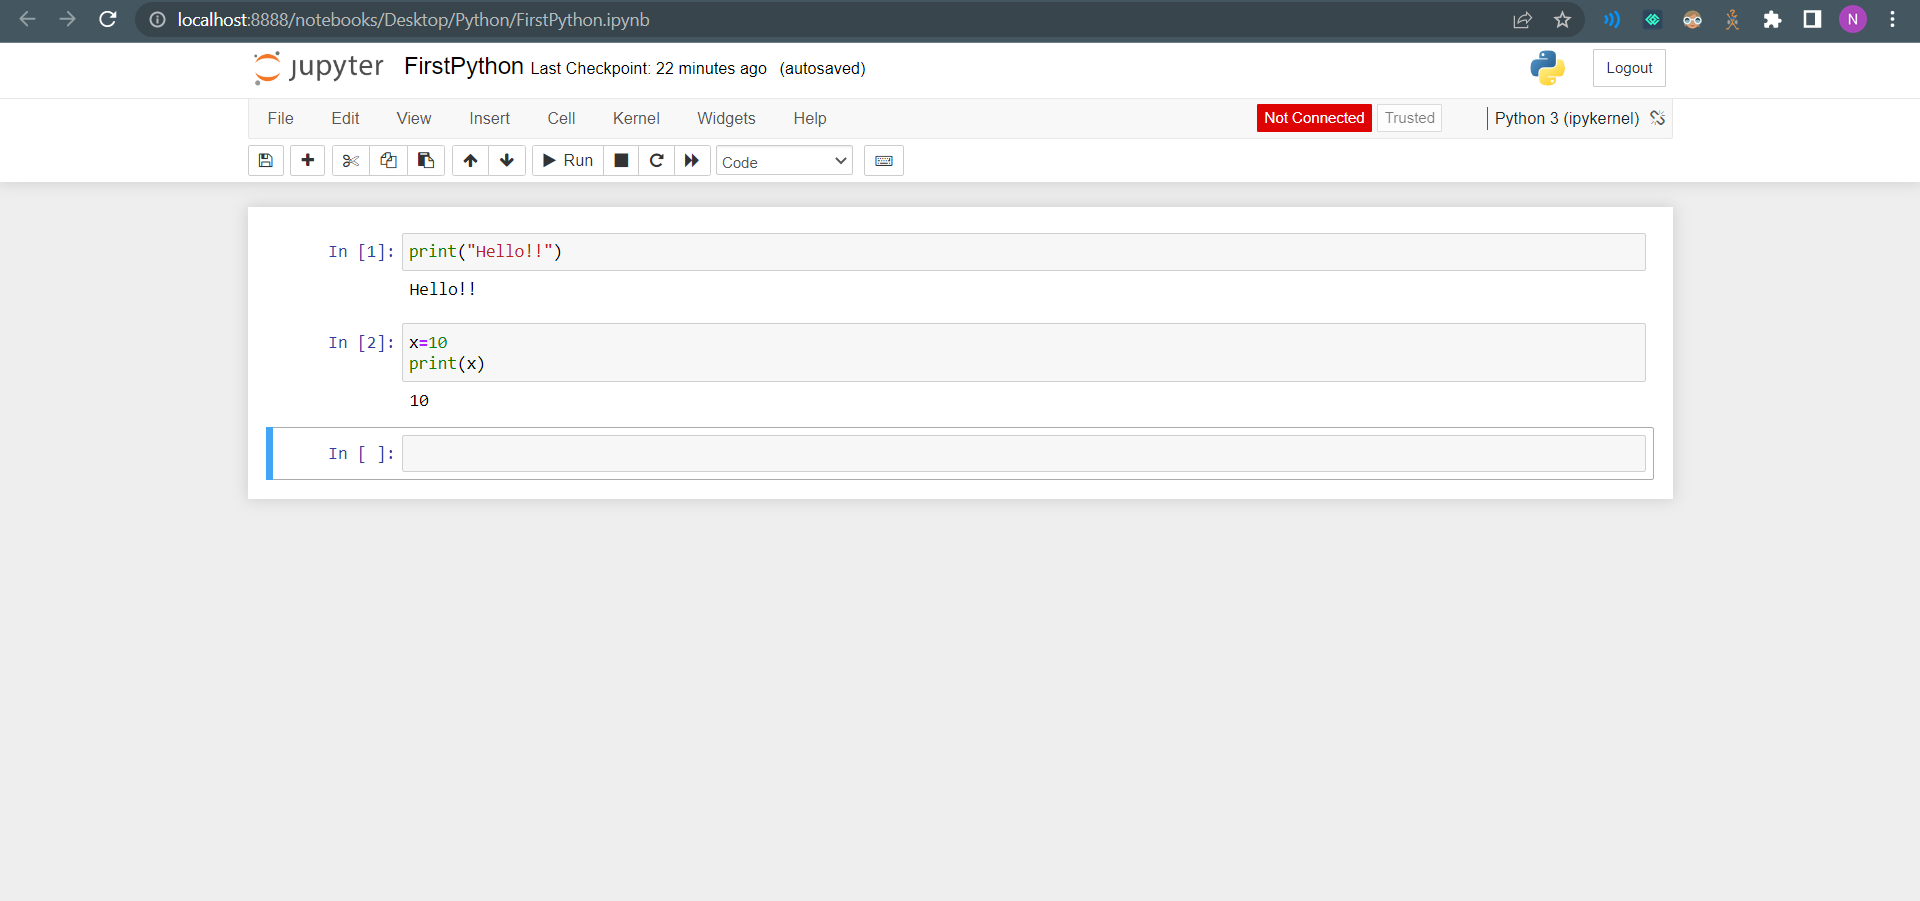 localhost:8888/notebooks/Desktop/Python/FirstPython.ipynb
N
jupyter FirstPython Last Checkpoint: 22 minutes ago (autosaved)
Logout
File Edit View Insert Cell Kernel Widgets Help
Not Connected Trusted Python 3 (ipykernel)
Run Code
In [1]: print("Hello!!")
Hello!!
In [2]: x=10
print(x)
10
In [ ]: